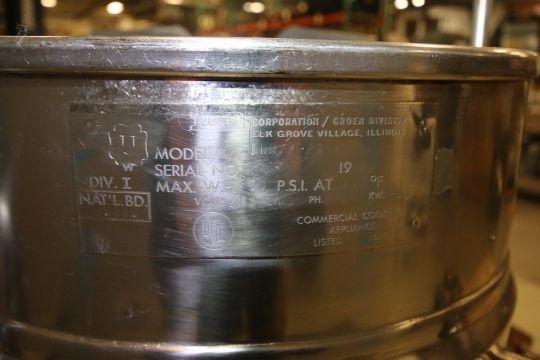 CORPORATION / GROEN DIVISION
ELK GROVE VILLAGE, ILLINOIS
W
DIV. I
NAT'L. BD.
MODEL
SERIAL NO. 19
MAX. W.P. P.S.I. AT °F
VOLTS PH. KW.
UL
COMMERCIAL COOKING
APPLIANCE
LISTED